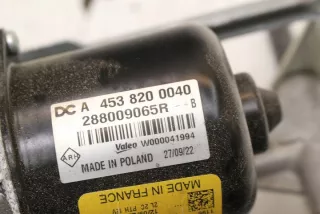 DC A 453 820 0040
288009065R -- B
Valeo W000041994
MADE IN POLAND 27/09/22
MADE IN FRANCE